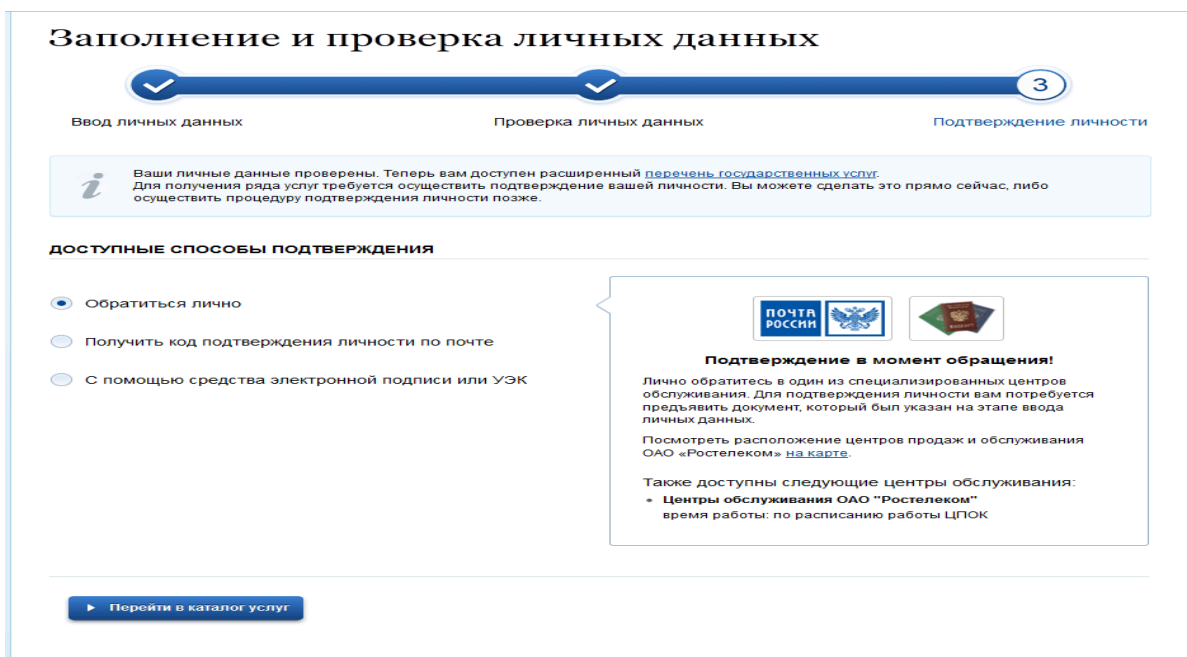 Заполнение и проверка личных данных
3
Ввод личных данных
Проверка личных данных
Подтверждение личности
i
Ваши личные данные проверены. Теперь вам доступен расширенный перечень государственных услуг.
Для получения ряда услуг требуется осуществить подтверждение вашей личности. Вы можете сделать это прямо сейчас, либо
осуществить процедуру подтверждения личности позже.
ДОСТУПНЫЕ СПОСОБЫ ПОДТВЕРЖДЕНИЯ
Обратиться лично
Получить код подтверждения личности по почте
С помощью средства электронной подписи или УЭК
ПОЧТА
РОССИИ
Подтверждение в момент обращения!
Лично обратитесь в один из специализированных центров
обслуживания. Для подтверждения личности вам потребуется
предъявить документ, который был указан на этапе ввода
личных данных.
Посмотреть расположение центров продаж и обслуживания
ОАО «Ростелеком» на карте.
Также доступны следующие центры обслуживания:
• Центры обслуживания ОАО "Ростелеком"
время работы: по расписанию работы ЦПОК
Перейти в каталог услуг